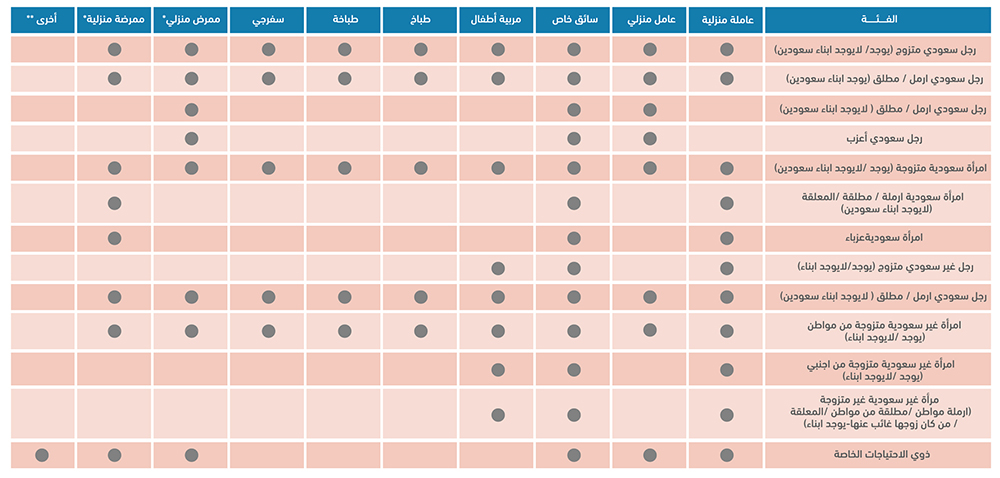 الفـــئـــــة
عاملة منزلية
عامل منزلي
سائق خاص
مربية أطفال
طباخ
طباخة
سفرجي
ممرض منزلي*
ممرضة منزلية*
أخرى **
رجل سعودي متزوج (يوجد/ لايوجد ابناء سعودين)
رجل سعودي ارمل / مطلق (يوجد ابناء سعودين)
رجل سعودي ارمل / مطلق ( لايوجد ابناء سعودين)
رجل سعودي أعزب
امرأة سعودية متزوجة (يوجد /لايوجد ابناء سعودين)
امرأة سعودية ارملة / مطلقة /المعلقة
(لايوجد ابناء سعودين)
امرأة سعوديةعزباء
رجل غير سعودي متزوج (يوجد/لايوجد ابناء)
رجل سعودي ارمل / مطلق ( لايوجد ابناء سعودين)
امرأة غير سعودية متزوجة من مواطن
(يوجد /لايوجد ابناء)
امرأة غير سعودية متزوجة من اجنبي
(يوجد /لايوجد ابناء)
مرأة غير سعودية غير متزوجة
(ارملة مواطن /مطلقة من مواطن /المعلقة
/ من كان زوجها غائب عنها-يوجد ابناء)
ذوي الاحتياجات الخاصة